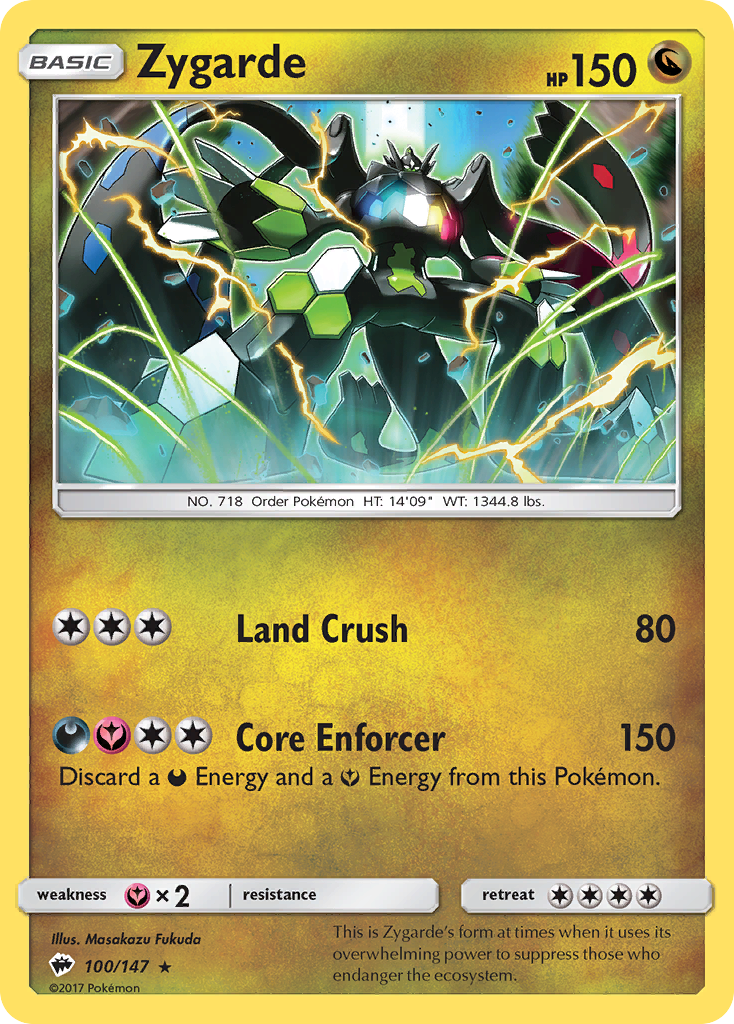 BASIC Zygarde HP 150
NO. 718 Order Pokémon HT: 14'09" WT: 1344.8 lbs.
Land Crush 80
Core Enforcer 150
Discard a Energy and a Energy from this Pokémon.
weakness ×2 resistance retreat
Illus. Masakazu Fukuda
100/147 ★
©2017 Pokémon
This is Zygarde's form at times when it uses its
overwhelming power to suppress those who
endanger the ecosystem.